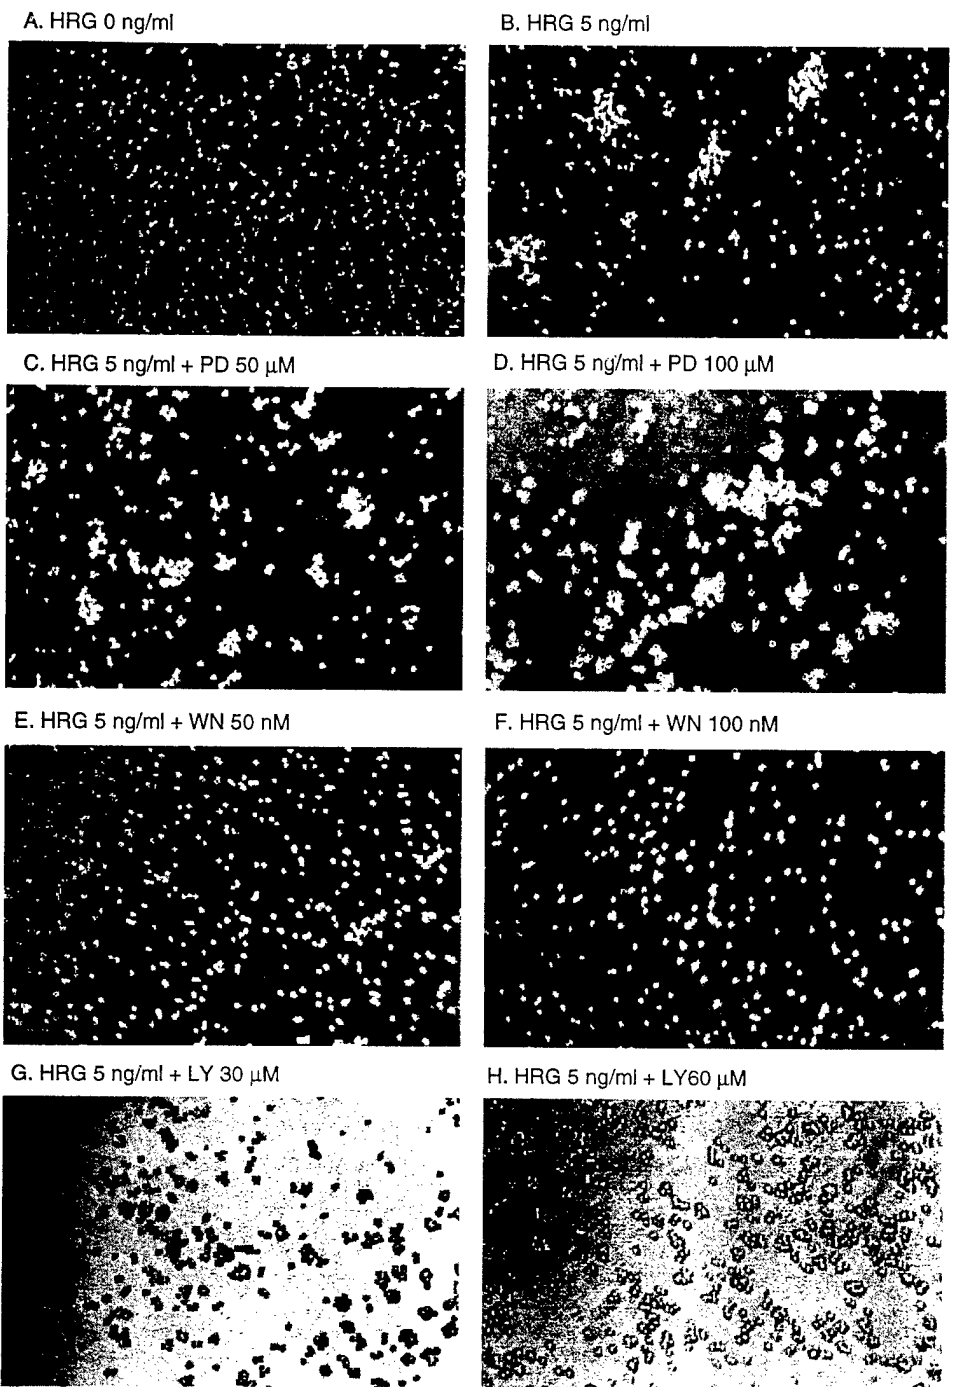 A. HRG 0 ng/ml
B. HRG 5 ng/ml
C. HRG 5 ng/ml + PD 50 μM
D. HRG 5 ng/ml + PD 100 μM
E. HRG 5 ng/ml + WN 50 nM
F. HRG 5 ng/ml + WN 100 nM
G. HRG 5 ng/ml + LY 30 μM
H. HRG 5 ng/ml + LY60 μM